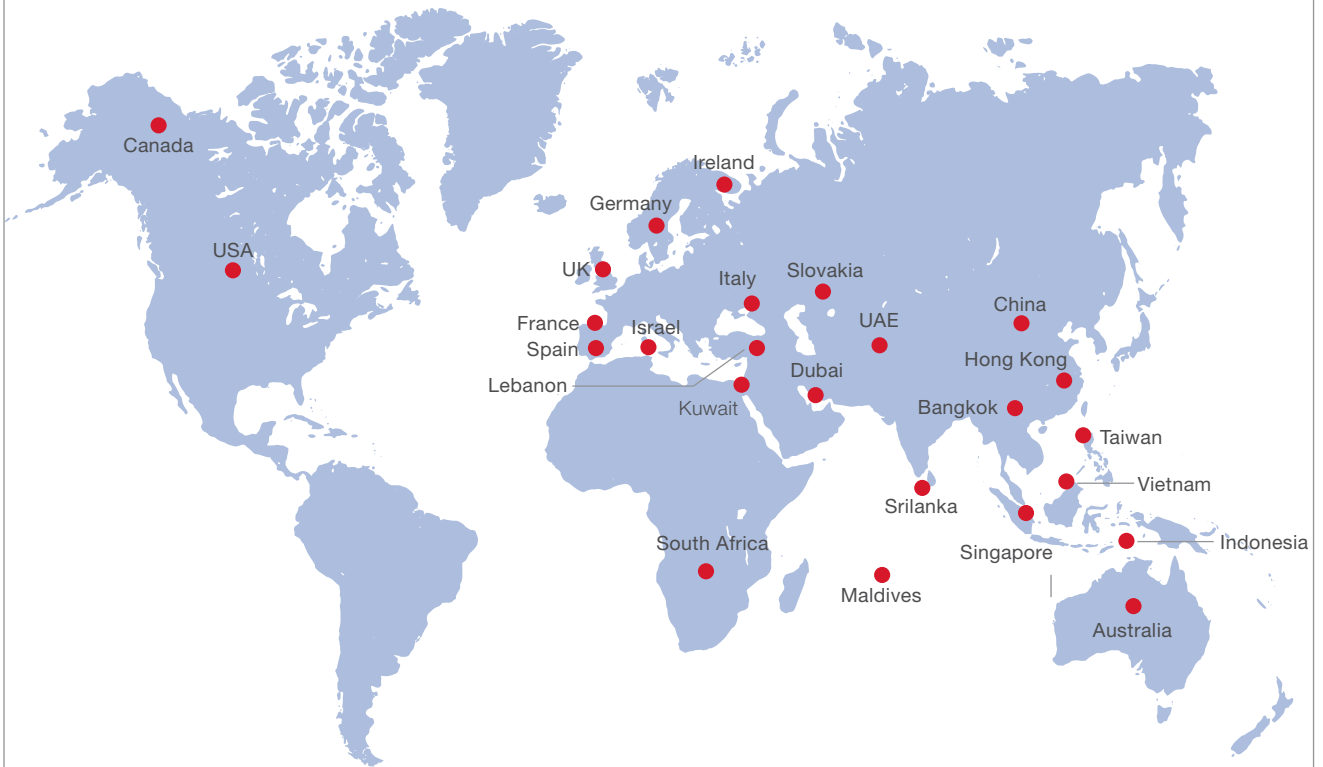 Canada
Ireland
Germany
USA
UK
Italy
Slovakia
China
France
Israel
UAE
Spain
Hong Kong
Lebanon
Dubai
Kuwait
Bangkok
Taiwan
Vietnam
Srilanka
South Africa
Indonesia
Singapore
Maldives
Australia